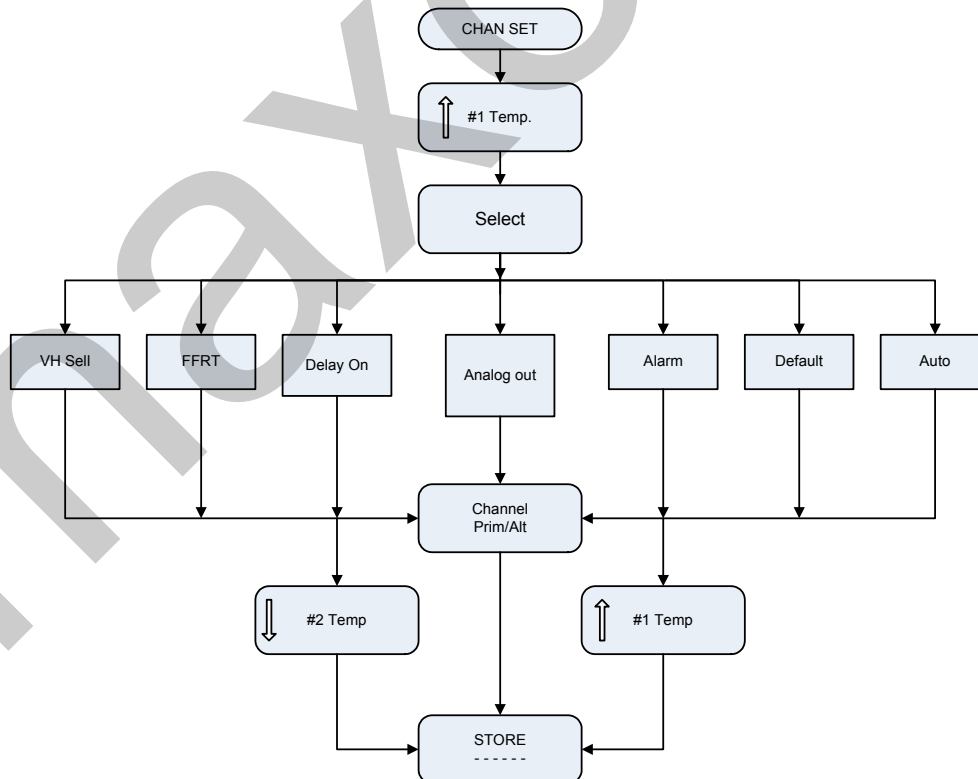 CHAN SET
#1 Temp.
Select
VH Sell
FFRT
Delay On
Analog out
Alarm
Default
Auto
Channel
Prim/Alt
#2 Temp
#1 Temp
STORE
- - - - - -